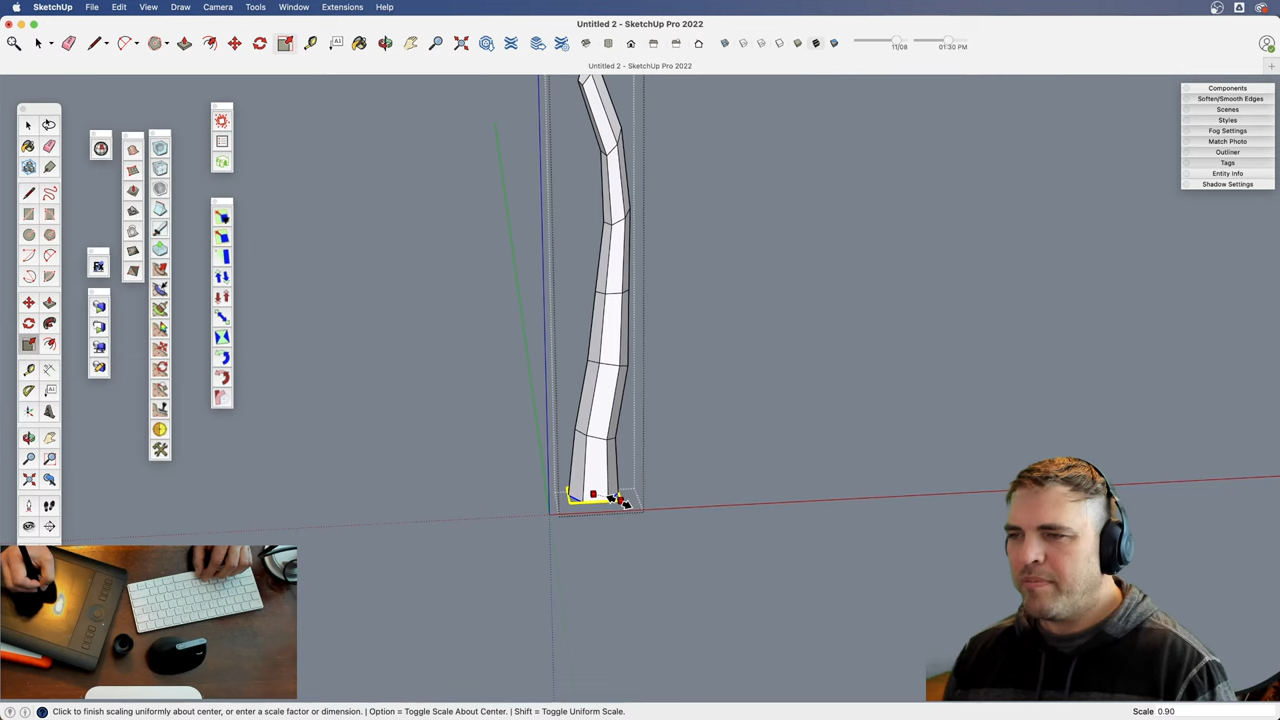 SketchUp File Edit View Draw Camera Tools Window Extensions Help
Untitled 2 - SketchUp Pro 2022
11/08 01:30 PM
Untitled 2 - SketchUp Pro 2022
Components
Soften/Smooth Edges
Scenes
Styles
Fog Settings
Match Photo
Outliner
Tags
Entity Info
Shadow Settings
Click to finish scaling uniformly about center, or enter a scale factor or dimension. | Option = Toggle Scale About Center. | Shift = Toggle Uniform Scale.
Scale 0.90